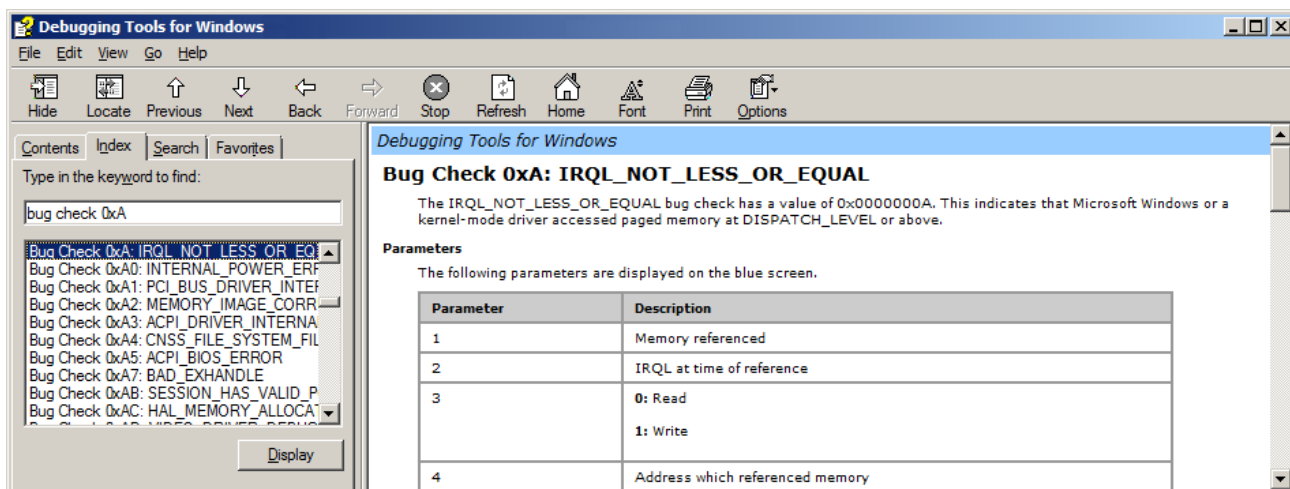 Debugging Tools for Windows
File Edit View Go Help
Hide Locate Previous Next Back Forward Stop Refresh Home Font Print Options
Contents Index Search Favorites
Type in the keyword to find:
bug check 0xA
Bug Check 0xA: IRQL_NOT_LESS_OR_EQ
Bug Check 0xA0: INTERNAL_POWER_ERF
Bug Check 0xA1: PCI_BUS_DRIVER_INTEF
Bug Check 0xA2: MEMORY_IMAGE_CORR
Bug Check 0xA3: ACPI_DRIVER_INTERNA
Bug Check 0xA4: CNSS_FILE_SYSTEM_FIL
Bug Check 0xA5: ACPI_BIOS_ERROR
Bug Check 0xA7: BAD_EXHANDLE
Bug Check 0xAB: SESSION_HAS_VALID_P
Bug Check 0xAC: HAL_MEMORY_ALLOCAT
Display
Debugging Tools for Windows
Bug Check 0xA: IRQL_NOT_LESS_OR_EQUAL
The IRQL_NOT_LESS_OR_EQUAL bug check has a value of 0x0000000A. This indicates that Microsoft Windows or a
kernel-mode driver accessed paged memory at DISPATCH_LEVEL or above.
Parameters
The following parameters are displayed on the blue screen.
Parameter Description
1 Memory referenced
2 IRQL at time of reference
3 0: Read
1: Write
4 Address which referenced memory